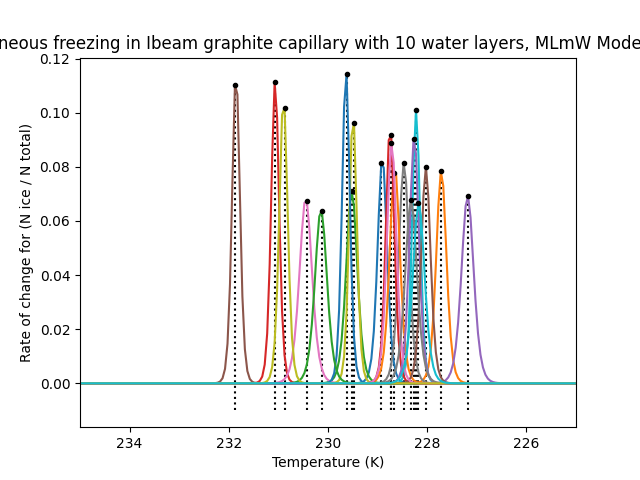 neous freezing in Ibeam graphite capillary with 10 water layers, MLmW Mode
0.12
0.10
0.08
0.06
0.04
0.02
0.00
Rate of change for (N ice / N total)
234 232 230 228 226
Temperature (K)